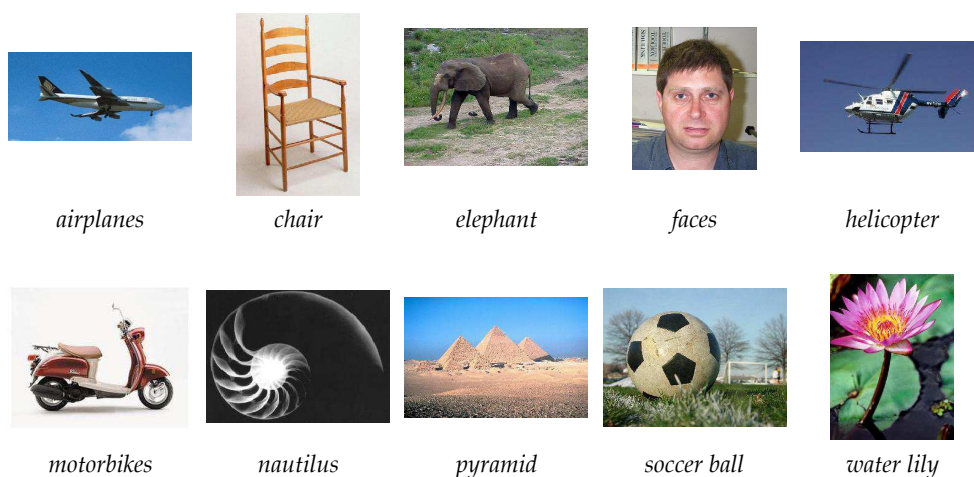 airplanes
chair
elephant
faces
helicopter
motorbikes
nautilus
pyramid
soccer ball
water lily